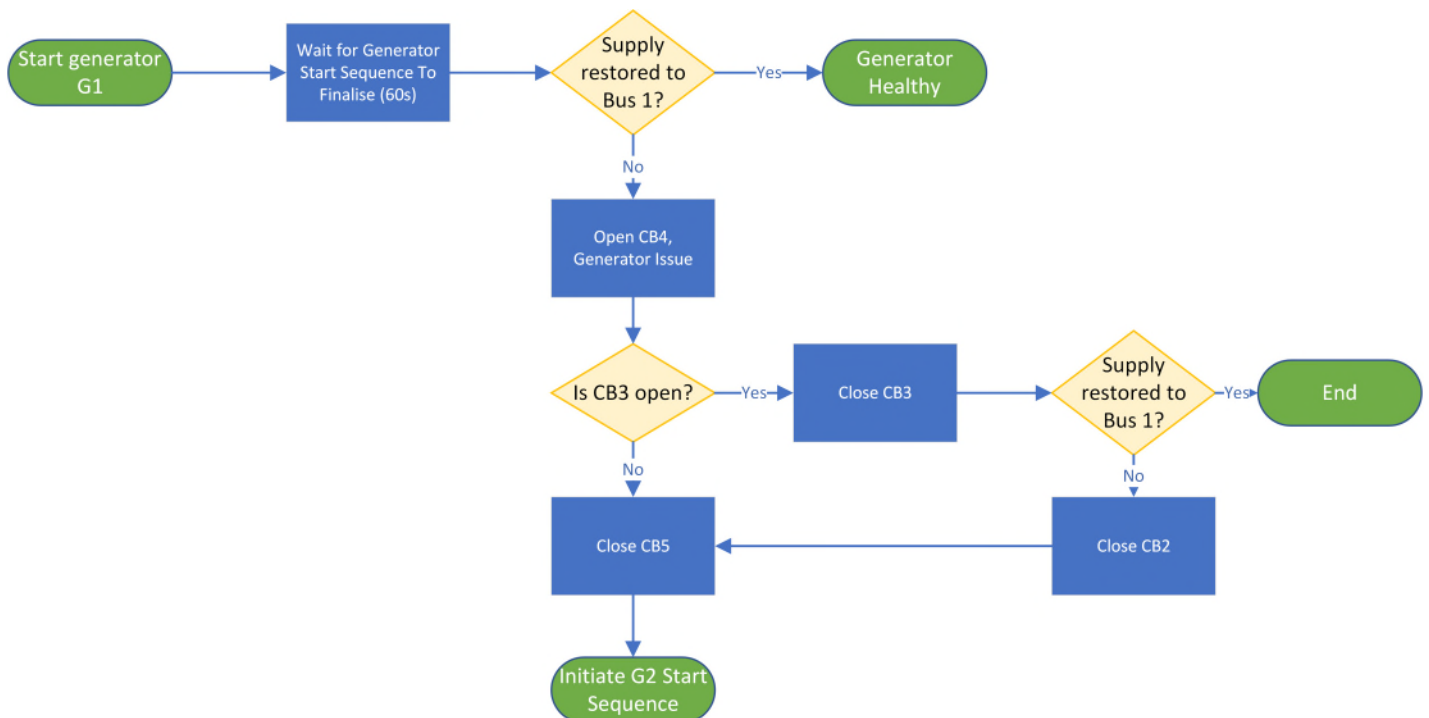 Start generator
G1
Wait for Generator
Start Sequence To
Finalise (60s)
Supply
restored to
Bus 1?
Yes
Generator
Healthy
No
Open CB4,
Generator Issue
Is CB3 open?
Yes
Close CB3
Supply
restored to
Bus 1?
Yes
End
No
No
Close CB5
Close CB2
Initiate G2 Start
Sequence